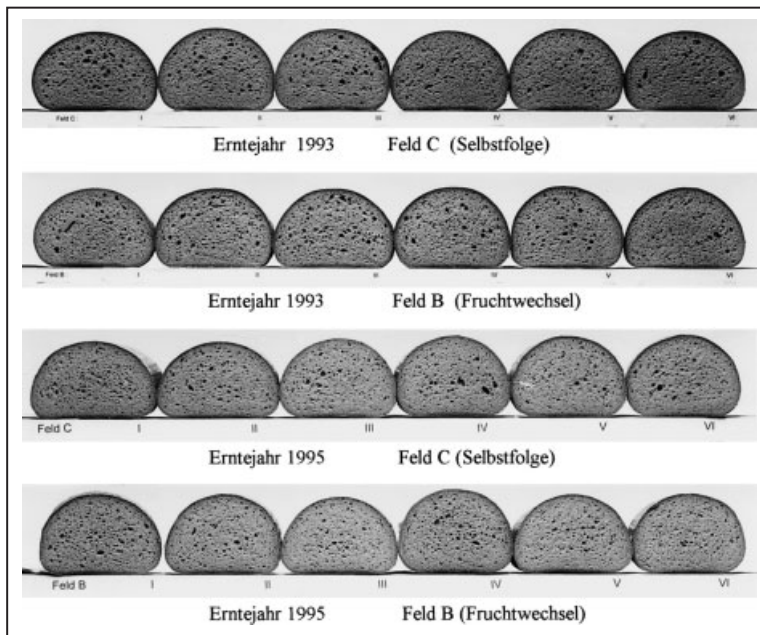 Feld C I II III IV V VI
Erntejahr 1993 Feld C (Selbstfolge)
Feld B I II III IV V VI
Erntejahr 1993 Feld B (Fruchtwechsel)
Feld C I II III IV V VI
Erntejahr 1995 Feld C (Selbstfolge)
Feld B I II III IV V VI
Erntejahr 1995 Feld B (Fruchtwechsel)